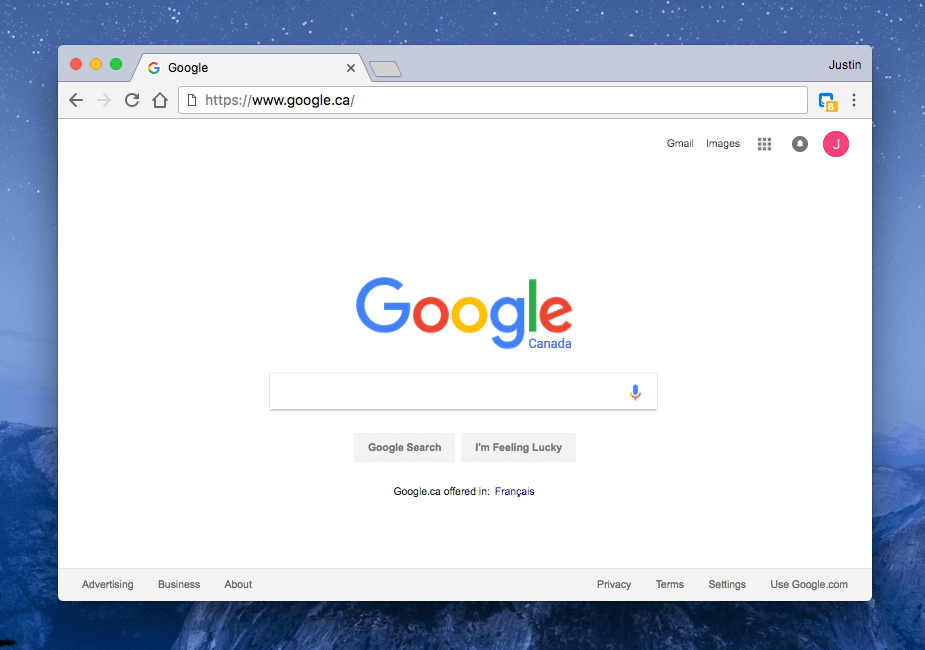 Google
Justin
https://www.google.ca/
6
Gmail Images
J
Google
Canada
Google Search I'm Feeling Lucky
Google.ca offered in: Français
Advertising Business About Privacy Terms Settings Use Google.com